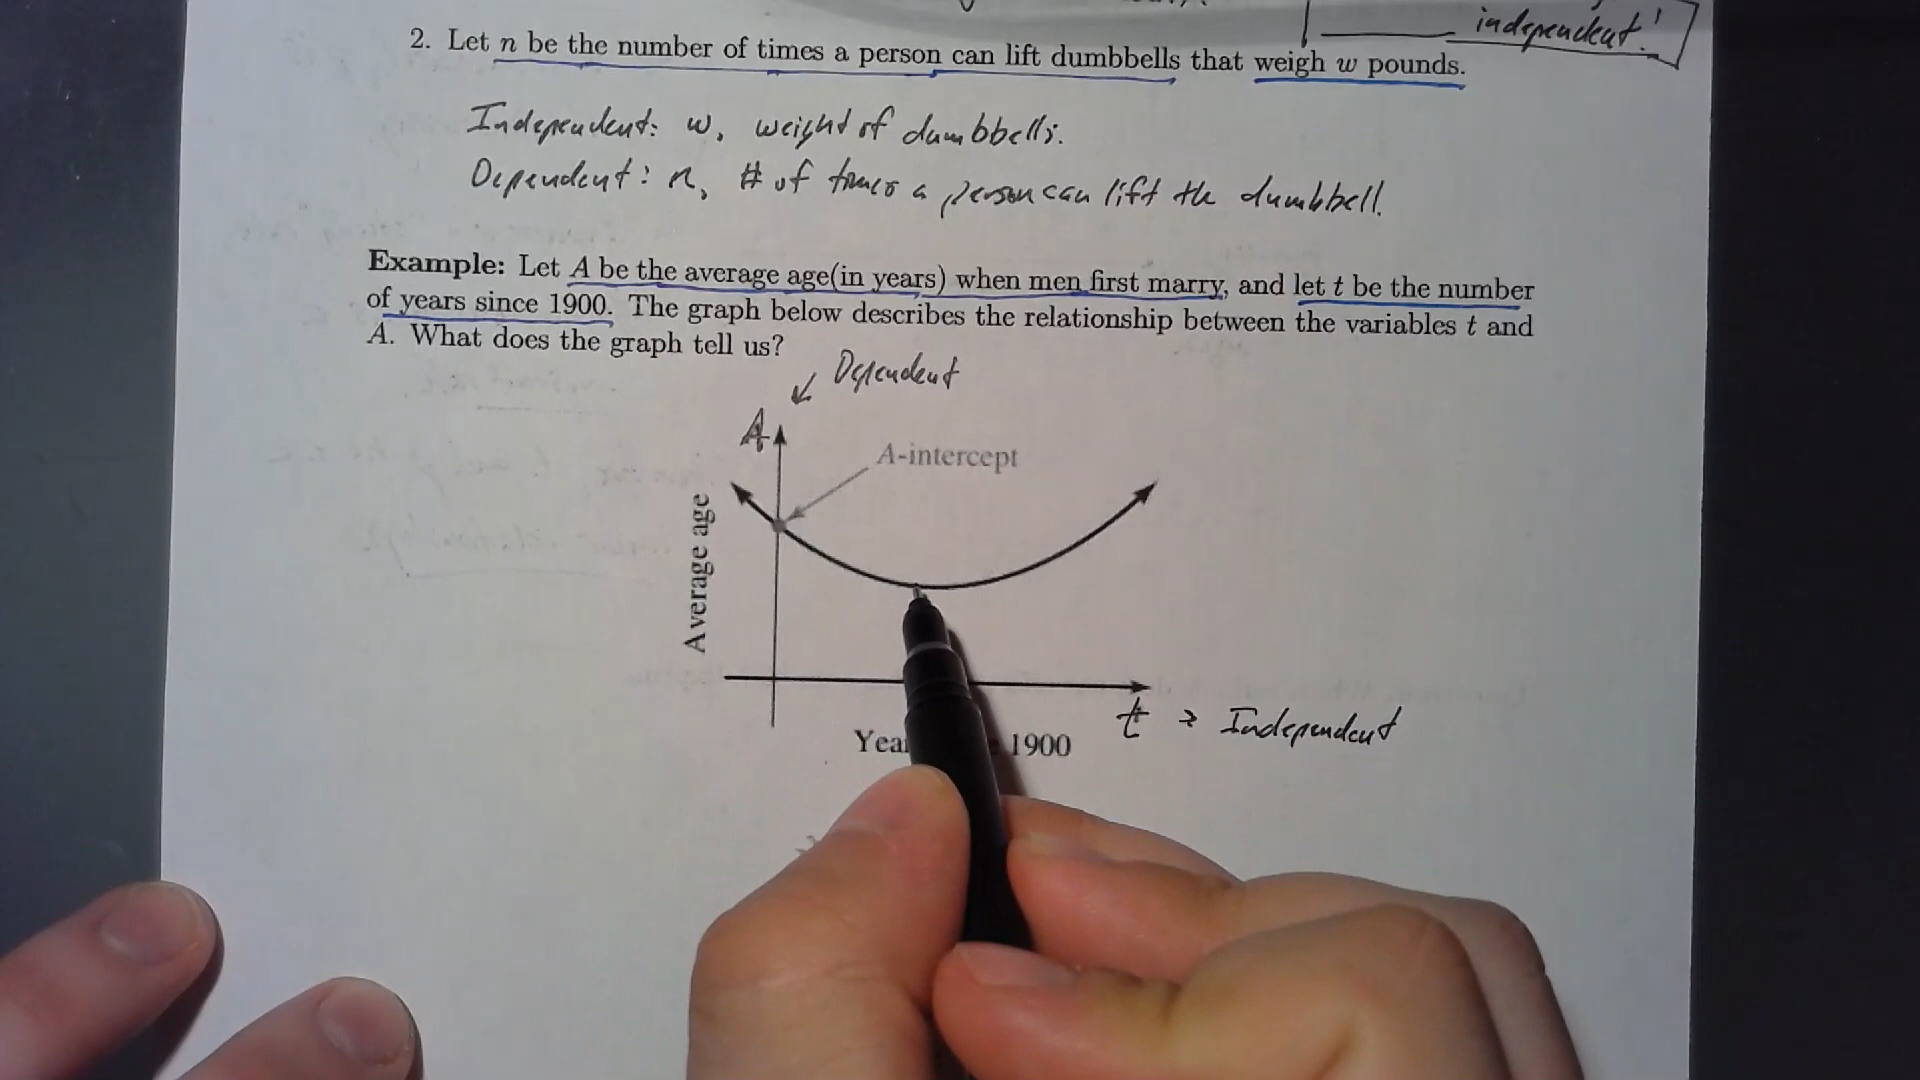 independent!
2. Let n be the number of times a person can lift dumbbells that weigh w pounds.
Independent: w, weight of dumbbells.
Dependent: n, # of times a person can lift the dumbbell.
Example: Let A be the average age(in years) when men first marry, and let t be the number
of years since 1900. The graph below describes the relationship between the variables t and
A. What does the graph tell us?
Dependent
A
A-intercept
Average age
t
Independent
1900